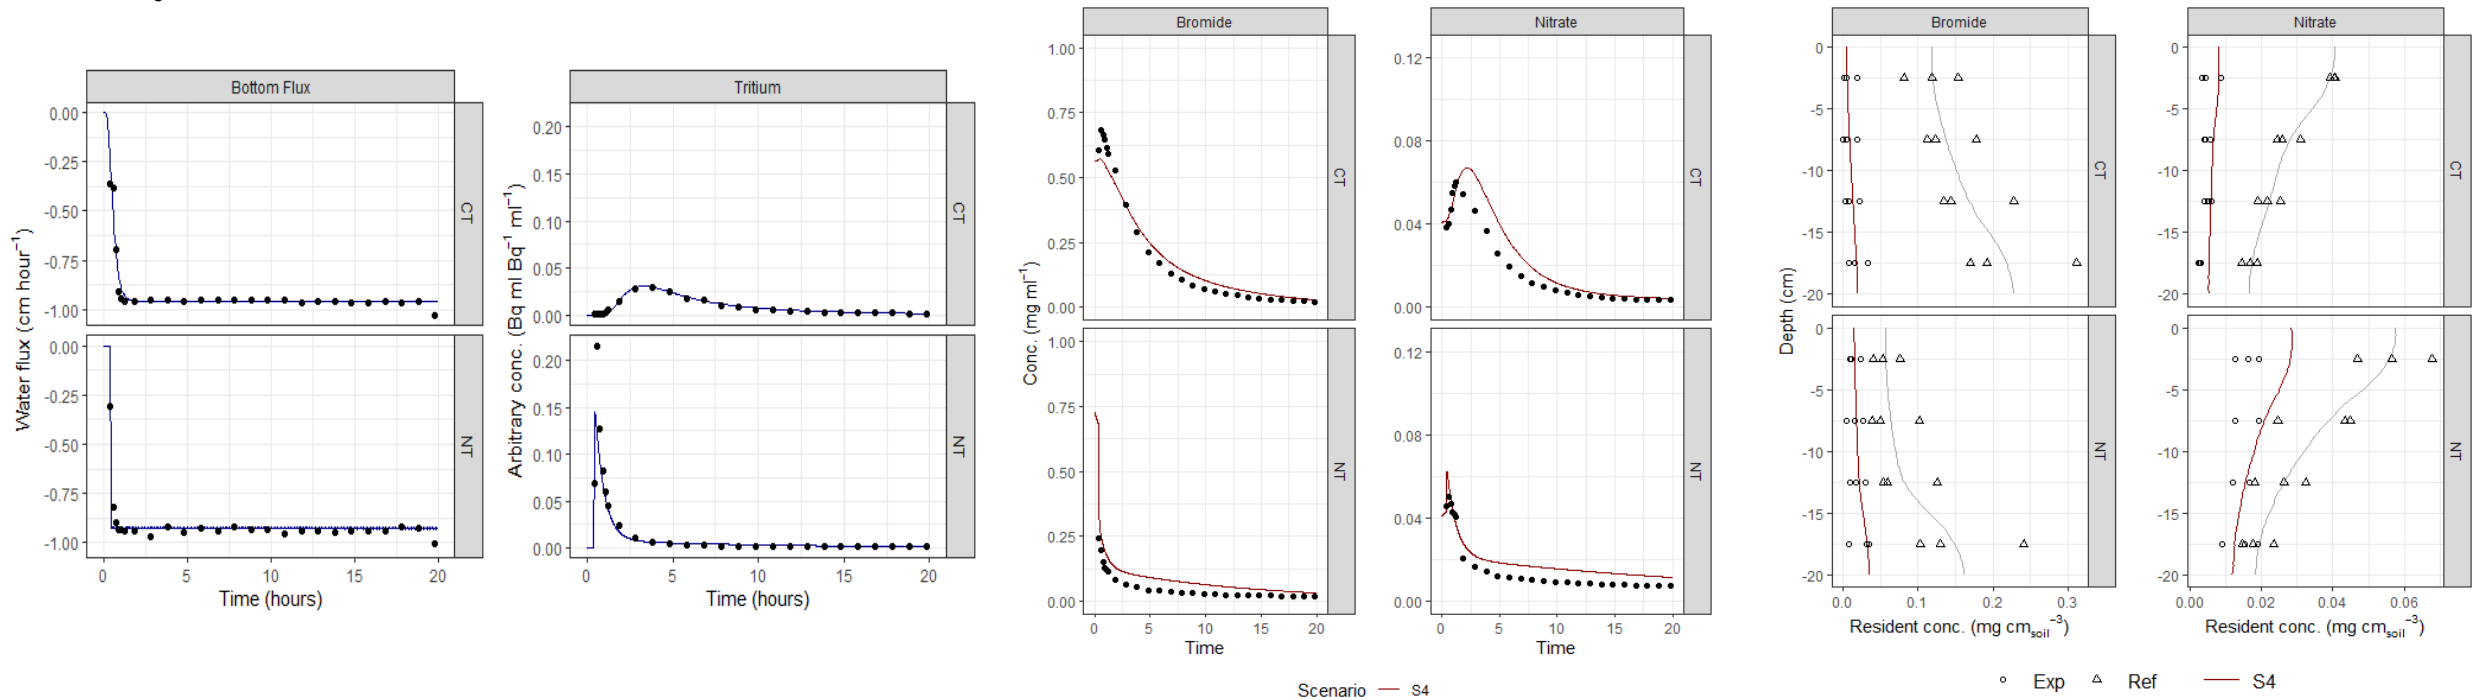 Bottom Flux
0.00
-0.25
-0.50
-0.75
-1.00
CT
0.00
-0.25
-0.50
-0.75
-1.00
NT
0 5 10 15 20
Time (hours)
Water flux (cm hour⁻¹)
Tritium
0.20
0.15
0.10
0.05
0.00
CT
0.20
0.15
0.10
0.05
0.00
NT
0 5 10 15 20
Time (hours)
Arbitrary conc. (Bq ml Bq⁻¹ ml⁻¹)
Bromide
Nitrate
1.00
0.75
0.50
0.25
0.00
0.12
0.08
0.04
0.00
CT
CT
1.00
0.75
0.50
0.25
0.00
0.12
0.08
0.04
0.00
NT
NT
0 5 10 15 20
0 5 10 15 20
Time
Time
Conc. (mg ml⁻¹)
Scenario S4
Bromide
Nitrate
0
-5
-10
-15
-20
0
-5
-10
-15
-20
CT
CT
0
-5
-10
-15
-20
0
-5
-10
-15
-20
NT
NT
0.0 0.1 0.2 0.3
0.00 0.02 0.04 0.06
Resident conc. (mg cm_soil⁻³)
Resident conc. (mg cm_soil⁻³)
Depth (cm)
Exp Ref S4